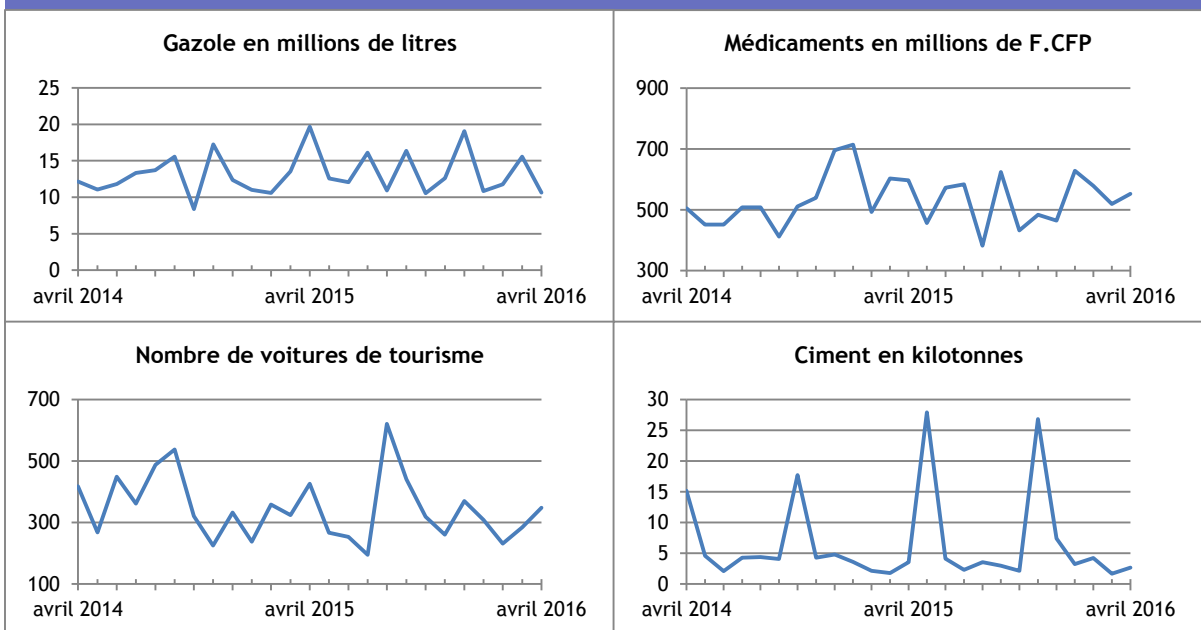 Gazole en millions de litres
25
20
15
10
5
0
avril 2014 avril 2015 avril 2016
Médicaments en millions de F.CFP
900
700
500
300
avril 2014 avril 2015 avril 2016
Nombre de voitures de tourisme
700
500
300
100
avril 2014 avril 2015 avril 2016
Ciment en kilotonnes
30
25
20
15
10
5
0
avril 2014 avril 2015 avril 2016